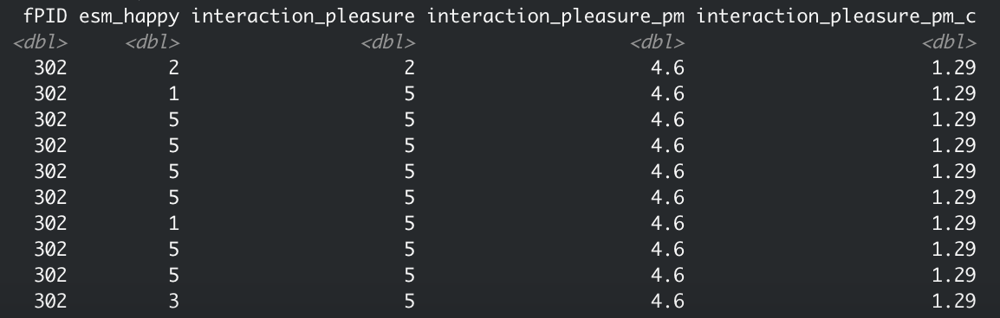 fPID esm_happy interaction_pleasure interaction_pleasure_pm interaction_pleasure_pm_c
<dbl> <dbl> <dbl> <dbl> <dbl>
302 2 2 4.6 1.29
302 1 5 4.6 1.29
302 5 5 4.6 1.29
302 5 5 4.6 1.29
302 5 5 4.6 1.29
302 5 5 4.6 1.29
302 1 5 4.6 1.29
302 5 5 4.6 1.29
302 5 5 4.6 1.29
302 3 5 4.6 1.29